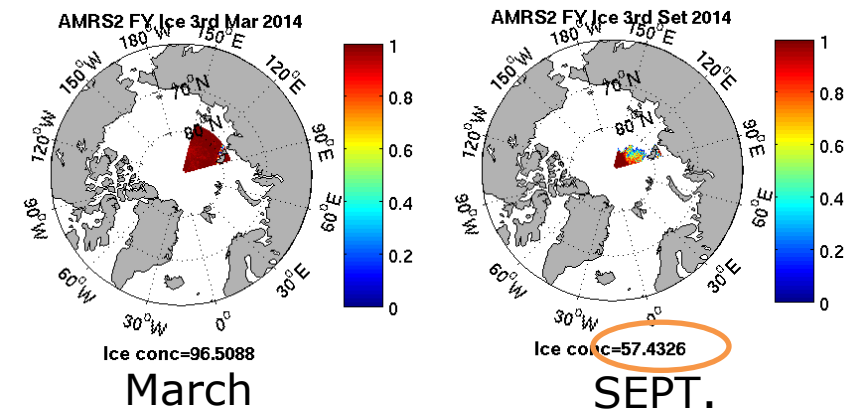 AMRS2 FY Ice 3rd Mar 2014
180°W
150°E
150°W
120°E
70°N
80°N
120°W
90°E
90°W
60°E
60°W
30°E
30°W
0°
1
0.8
0.6
0.4
0.2
0
Ice conc=96.5088
March
AMRS2 FY Ice 3rd Set 2014
180°W
150°E
150°W
120°E
70°N
80°N
120°W
90°E
90°W
60°E
60°W
30°E
30°W
0°
1
0.8
0.6
0.4
0.2
0
Ice conc=57.4326
SEPT.